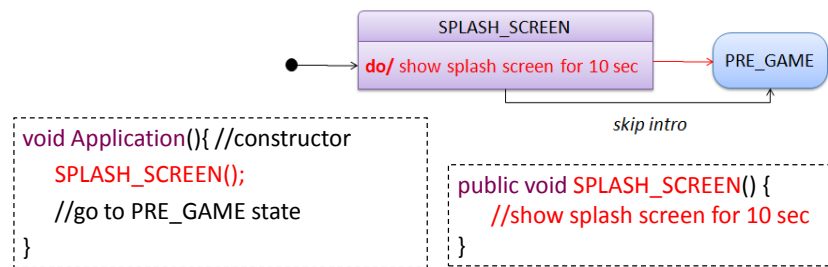 SPLASH_SCREEN
do/ show splash screen for 10 sec
PRE_GAME
skip intro
void Application(){ //constructor
SPLASH_SCREEN();
//go to PRE_GAME state
}
public void SPLASH_SCREEN() {
//show splash screen for 10 sec
}